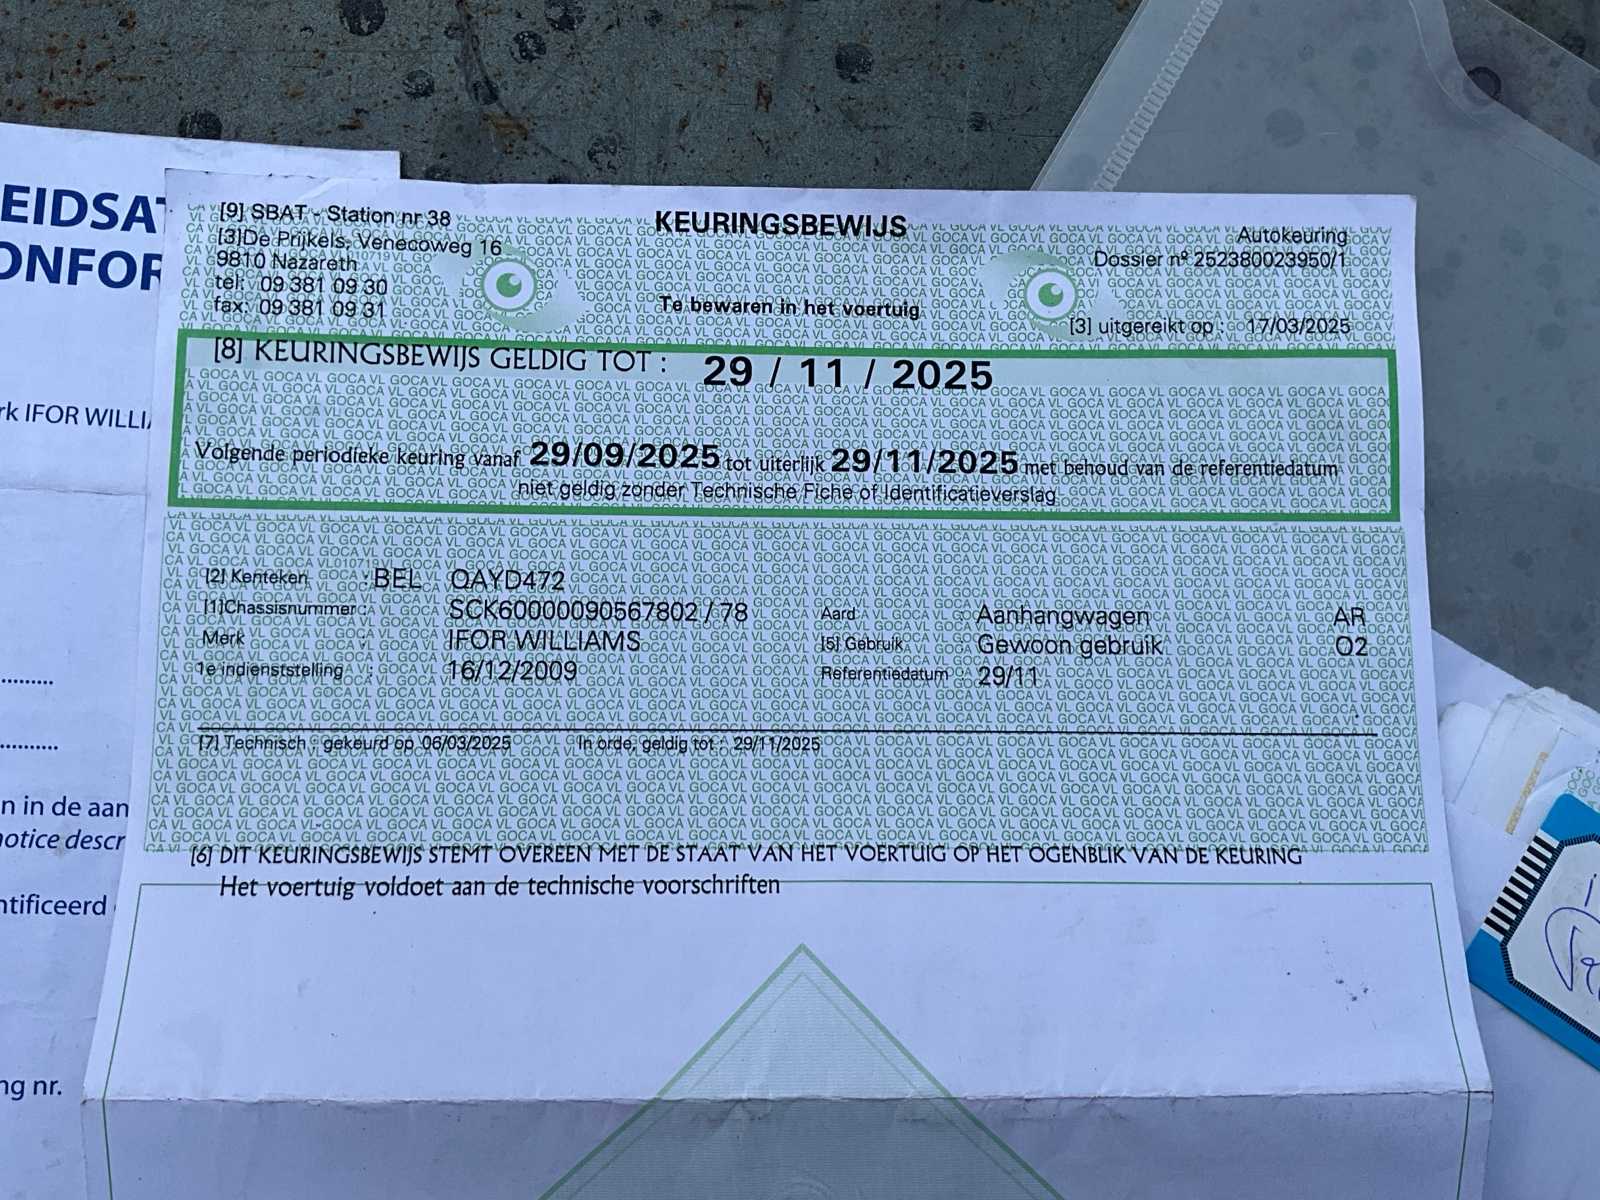 EIDSAT
ONFOR
rk IFOR WILLIA
n in de aan
notice descr
ntificeerd
ng nr.
[9] SBAT - Station nr 38
[3]De Prijkels, Venecoweg 16
9810 Nazareth
tel: 09 381 09 30
fax: 09 381 09 31
KEURINGSBEWIJS
Te bewaren in het voertuig
Autokeuring
Dossier nº 252380023950/1
[3] uitgereikt op : 17/03/2025
[8] KEURINGSBEWIJS GELDIG TOT : 29 / 11 / 2025
Volgende periodieke keuring vanaf 29/09/2025 tot uiterlijk 29/11/2025 met behoud van de referentiedatum
niet geldig zonder Technische Fiche of Identificatieverslag
[2] Kenteken : BEL QAYD472
[1]Chassisnummer : SCK60000090567802 / 78 Aard : Aanhangwagen AR
Merk : IFOR WILLIAMS [5] Gebruik : Gewoon gebruik O2
1e indienststelling : 16/12/2009 Referentiedatum : 29/11
[7] Technisch : gekeurd op 06/03/2025 In orde, geldig tot : 29/11/2025
[6] DIT KEURINGSBEWIJS STEMT OVEREEN MET DE STAAT VAN HET VOERTUIG OP HET OGENBLIK VAN DE KEURING
Het voertuig voldoet aan de technische voorschriften